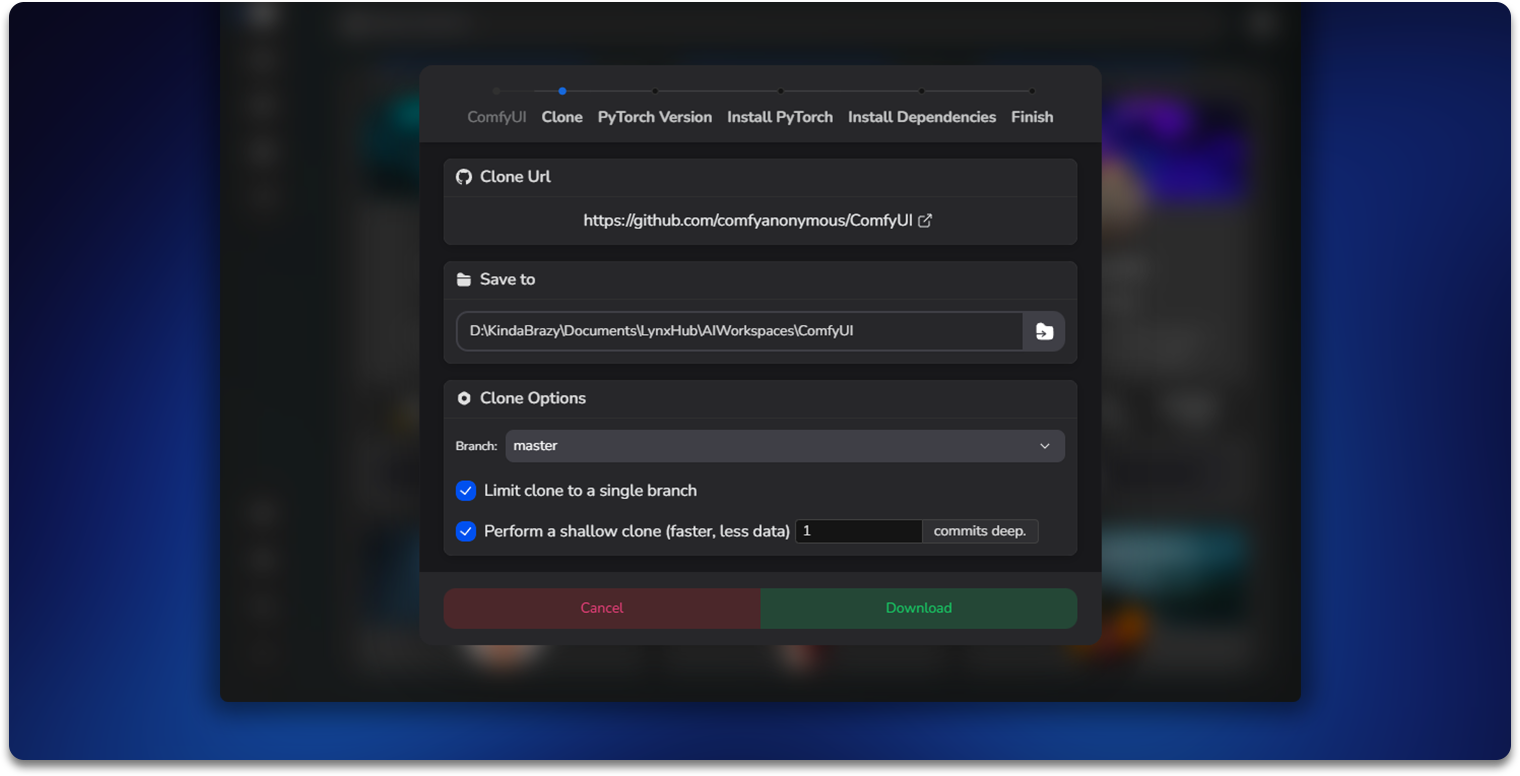 ComfyUI Clone PyTorch Version Install PyTorch Install Dependencies Finish
Clone Url
https://github.com/comfyanonymous/ComfyUI
Save to
D:\KindaBrazy\Documents\LynxHub\AIWorkspaces\ComfyUI
Clone Options
Branch: master
Limit clone to a single branch
Perform a shallow clone (faster, less data) 1 commits deep.
Cancel Download